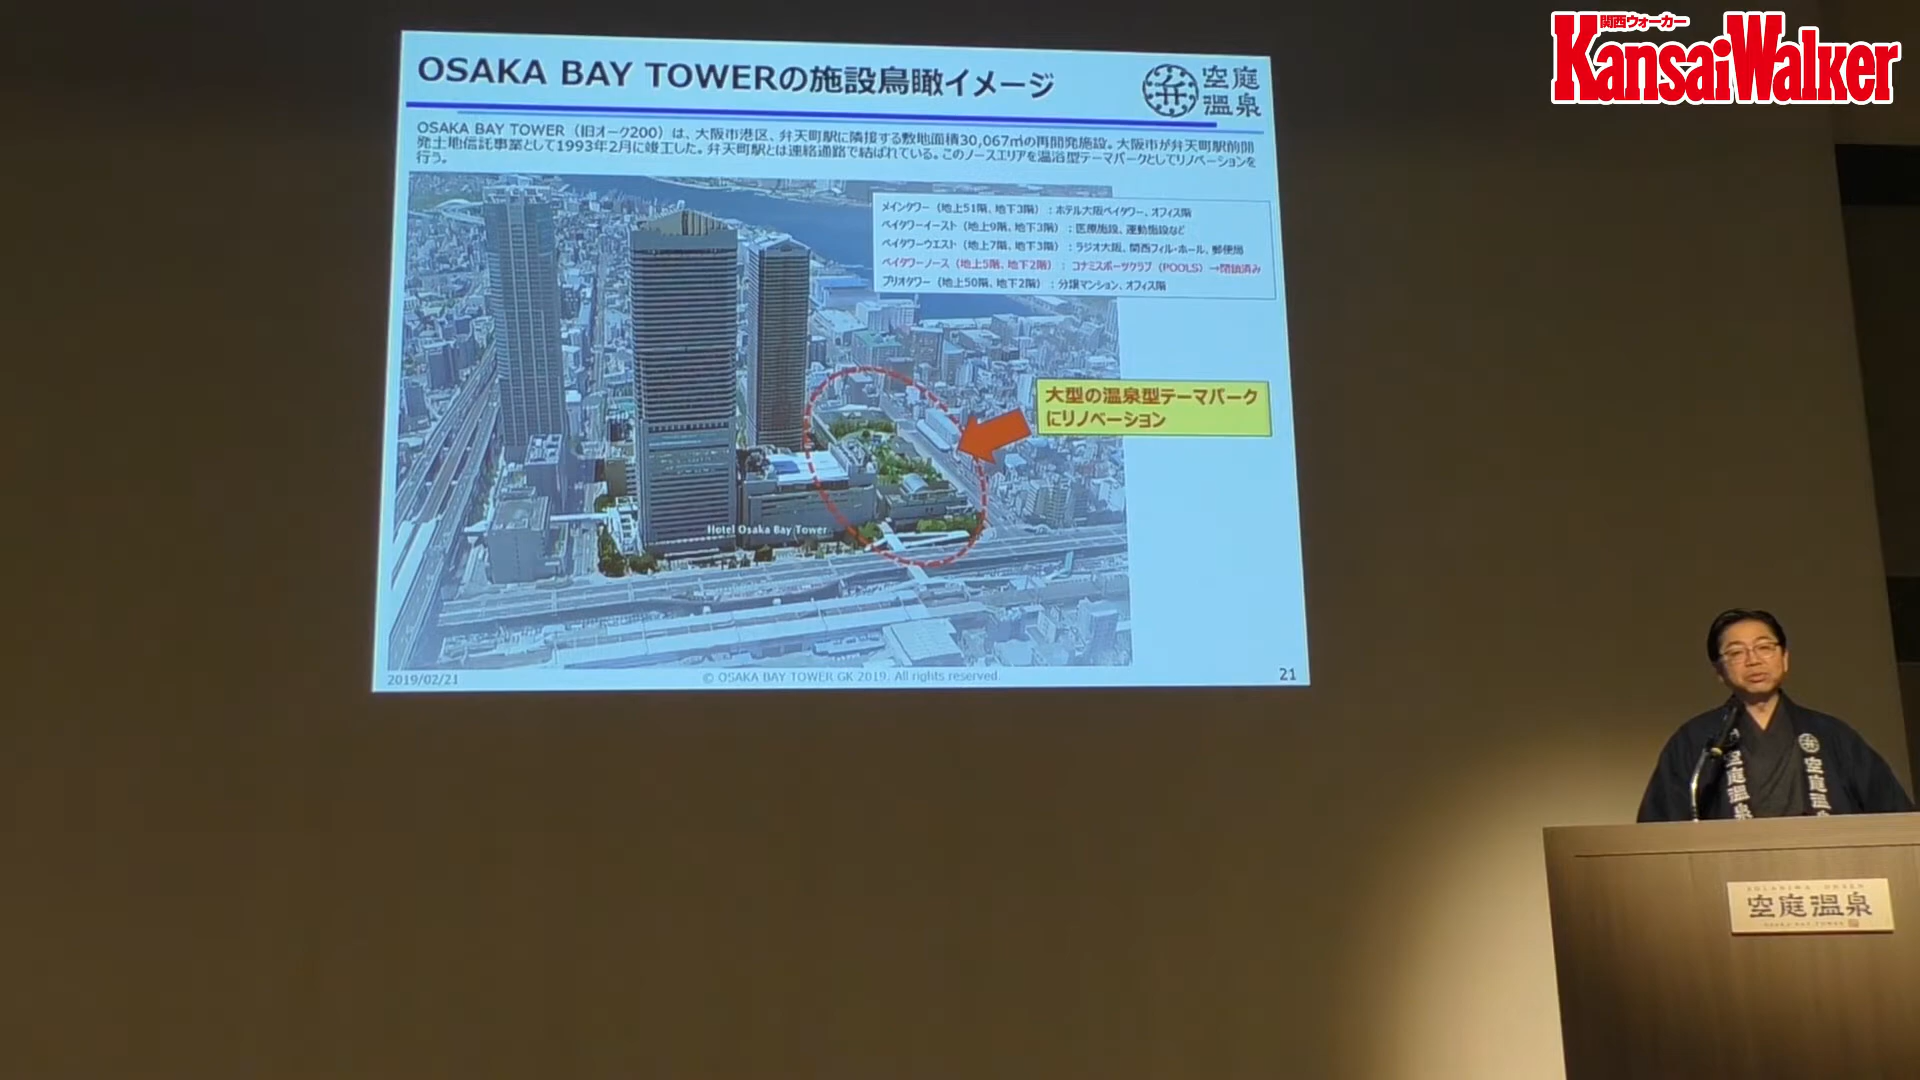 関西ウォーカー
KansaiWalker
OSAKA BAY TOWERの施設鳥瞰イメージ
空庭
温泉
OSAKA BAY TOWER（旧オーク200）は、大阪市港区、弁天町駅に隣接する敷地面積30,067㎡の再開発施設。大阪市が弁天町駅前開
発土地信託事業として1993年2月に竣工した。弁天町駅とは連絡通路で結ばれている。このノースエリアを温浴型テーマパークとしてリノベーションを
行う。
メインタワー（地上51階、地下3階）：ホテル大阪ベイタワー、オフィス階
ベイタワーイースト（地上9階、地下3階）：医療施設、運動施設など
ベイタワーウエスト（地上7階、地下3階）：ラジオ大阪、関西フィル・ホール、郵便局
ベイタワーノース（地上5階、地下2階）：コナミスポーツクラブ（POOLS）→閉鎖済み
プリオタワー（地上50階、地下2階）：分譲マンション、オフィス階
大型の温泉型テーマパーク
にリノベーション
Hotel Osaka Bay Tower
2019/02/21
© OSAKA BAY TOWER GK 2019. All rights reserved.
21
空庭温泉
空庭温泉
SOLANIWA ONSEN
空庭温泉
OSAKA BAY TOWER